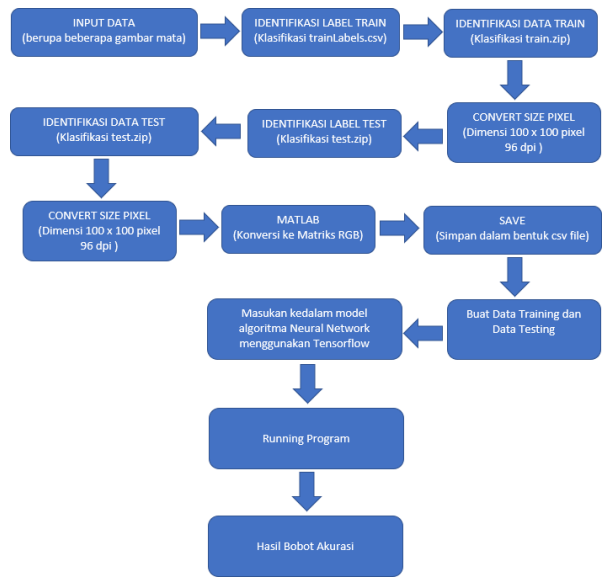 INPUT DATA
(berupa beberapa gambar mata)
IDENTIFIKASI LABEL TRAIN
(Klasifikasi trainLabels.csv)
IDENTIFIKASI DATA TRAIN
(Klasifikasi train.zip)
CONVERT SIZE PIXEL
(Dimensi 100 x 100 pixel
96 dpi )
IDENTIFIKASI LABEL TEST
(Klasifikasi test.zip)
IDENTIFIKASI DATA TEST
(Klasifikasi test.zip)
CONVERT SIZE PIXEL
(Dimensi 100 x 100 pixel
96 dpi )
MATLAB
(Konversi ke Matriks RGB)
SAVE
(Simpan dalam bentuk csv file)
Buat Data Training dan
Data Testing
Masukan kedalam model
algoritma Neural Network
menggunakan Tensorflow
Running Program
Hasil Bobot Akurasi